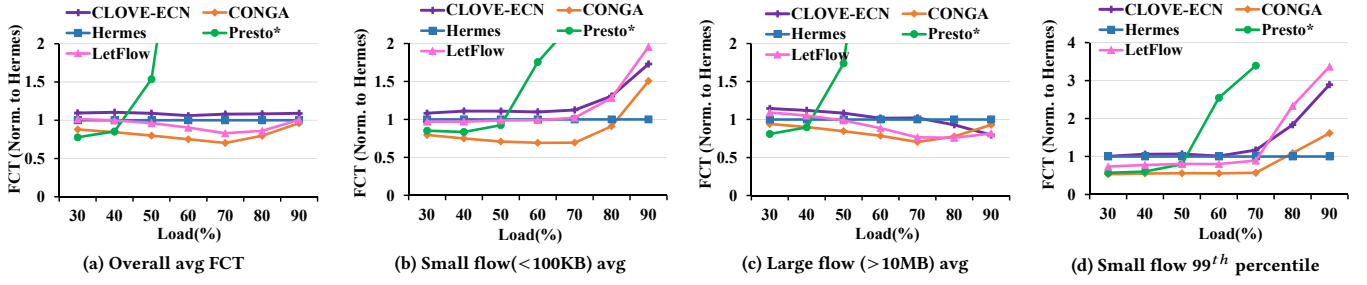 CLOVE-ECN CONGA
Hermes Presto*
LetFlow
FCT (Norm. to Hermes)
2
1.5
1
0.5
0
30 40 50 60 70 80 90
Load(%)
(a) Overall avg FCT
CLOVE-ECN CONGA
Hermes Presto*
LetFlow
FCT (Norm. to Hermes)
2
1.5
1
0.5
0
30 40 50 60 70 80 90
Load(%)
(b) Small flow(<100KB) avg
CLOVE-ECN CONGA
Hermes Presto*
LetFlow
FCT (Norm. to Hermes)
2
1.5
1
0.5
0
30 40 50 60 70 80 90
Load(%)
(c) Large flow (>10MB) avg
CLOVE-ECN CONGA
Hermes Presto*
LetFlow
FCT (Norm. to Hermes)
4
3
2
1
0
30 40 50 60 70 80 90
Load(%)
(d) Small flow 99th percentile